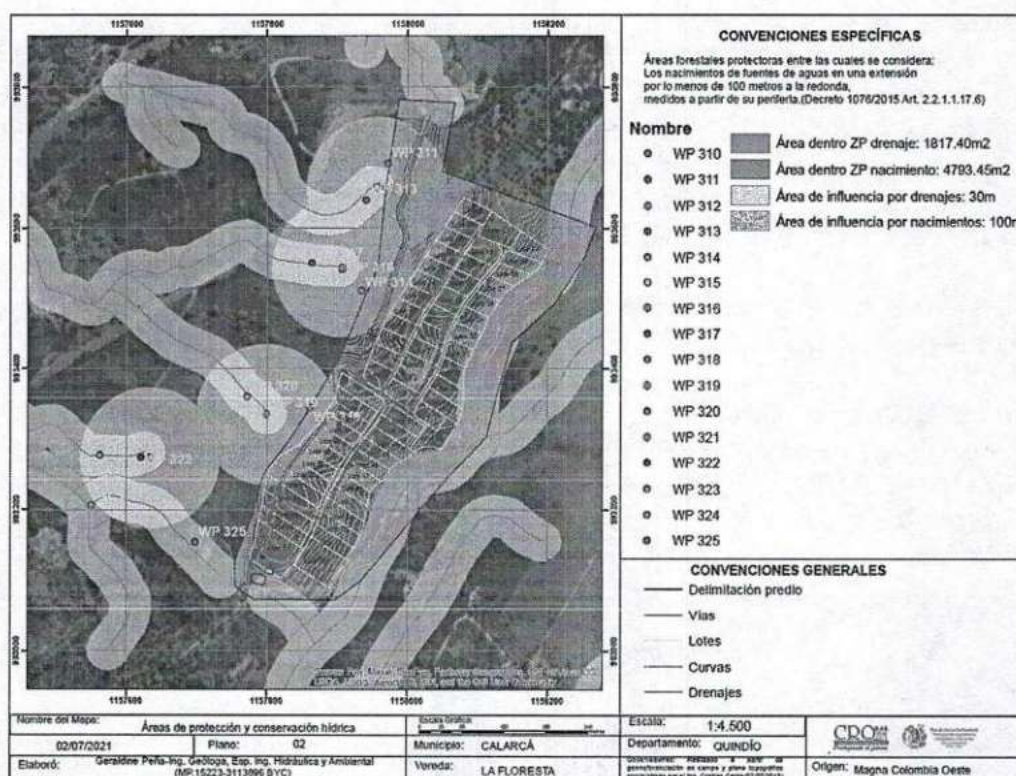 1157600 1157800 1158000 1158200
WP 311
313
WP 325
CONVENCIONES ESPECÍFICAS
Áreas forestales protectoras entre las cuales se considera:
Los nacimientos de fuentes de aguas en una extensión
por lo menos de 100 metros a la redonda,
medidos a partir de su periferia.(Decreto 1076/2015 Art. 2.2.1.1.17.6)
Nombre
WP 310
WP 311
WP 312
WP 313
WP 314
WP 315
WP 316
WP 317
WP 318
WP 319
WP 320
WP 321
WP 322
WP 323
WP 324
WP 325
Área dentro ZP drenaje: 1817.40m2
Área dentro ZP nacimiento: 4793.45m2
Área de influencia por drenajes: 30m
Área de influencia por nacimientos: 100m
CONVENCIONES GENERALES
Delimitación predio
Vías
Lotes
Curvas
Drenajes
1157600 1157800 1158000 1158200
Nombre del Mapa: Áreas de protección y conservación hídrica
02/07/2021 Plano: 02
Elaboró: Geraldine Peña-Ing. Geóloga, Esp. Ing. Hidráulica y Ambiental
Escala Gráfica:
Municipio: CALARCÁ
Vereda: LA FLORESTA
Escala: 1:4.500
Departamento: QUINDÍO
CRQ
Origen: Magna Colombia Oeste